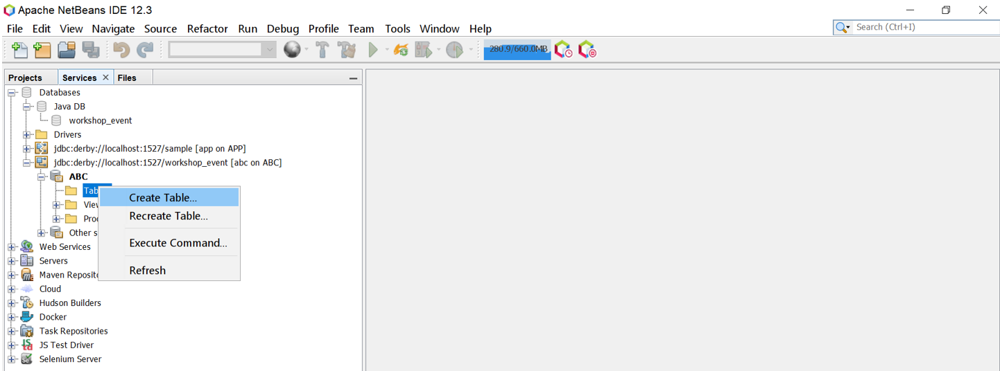 Apache NetBeans IDE 12.3
File Edit View Navigate Source Refactor Run Debug Profile Team Tools Window Help
Search (Ctrl+I)
280.9/660.0MB
Projects Services Files
Databases
Java DB
workshop_event
Drivers
jdbc:derby://localhost:1527/sample [app on APP]
jdbc:derby://localhost:1527/workshop_event [abc on ABC]
ABC
Tab
Create Table...
Viev
Recreate Table...
Proc
Other s
Execute Command...
Web Services
Servers
Refresh
Maven Reposito
Cloud
Hudson Builders
Docker
Task Repositories
JS Test Driver
Selenium Server